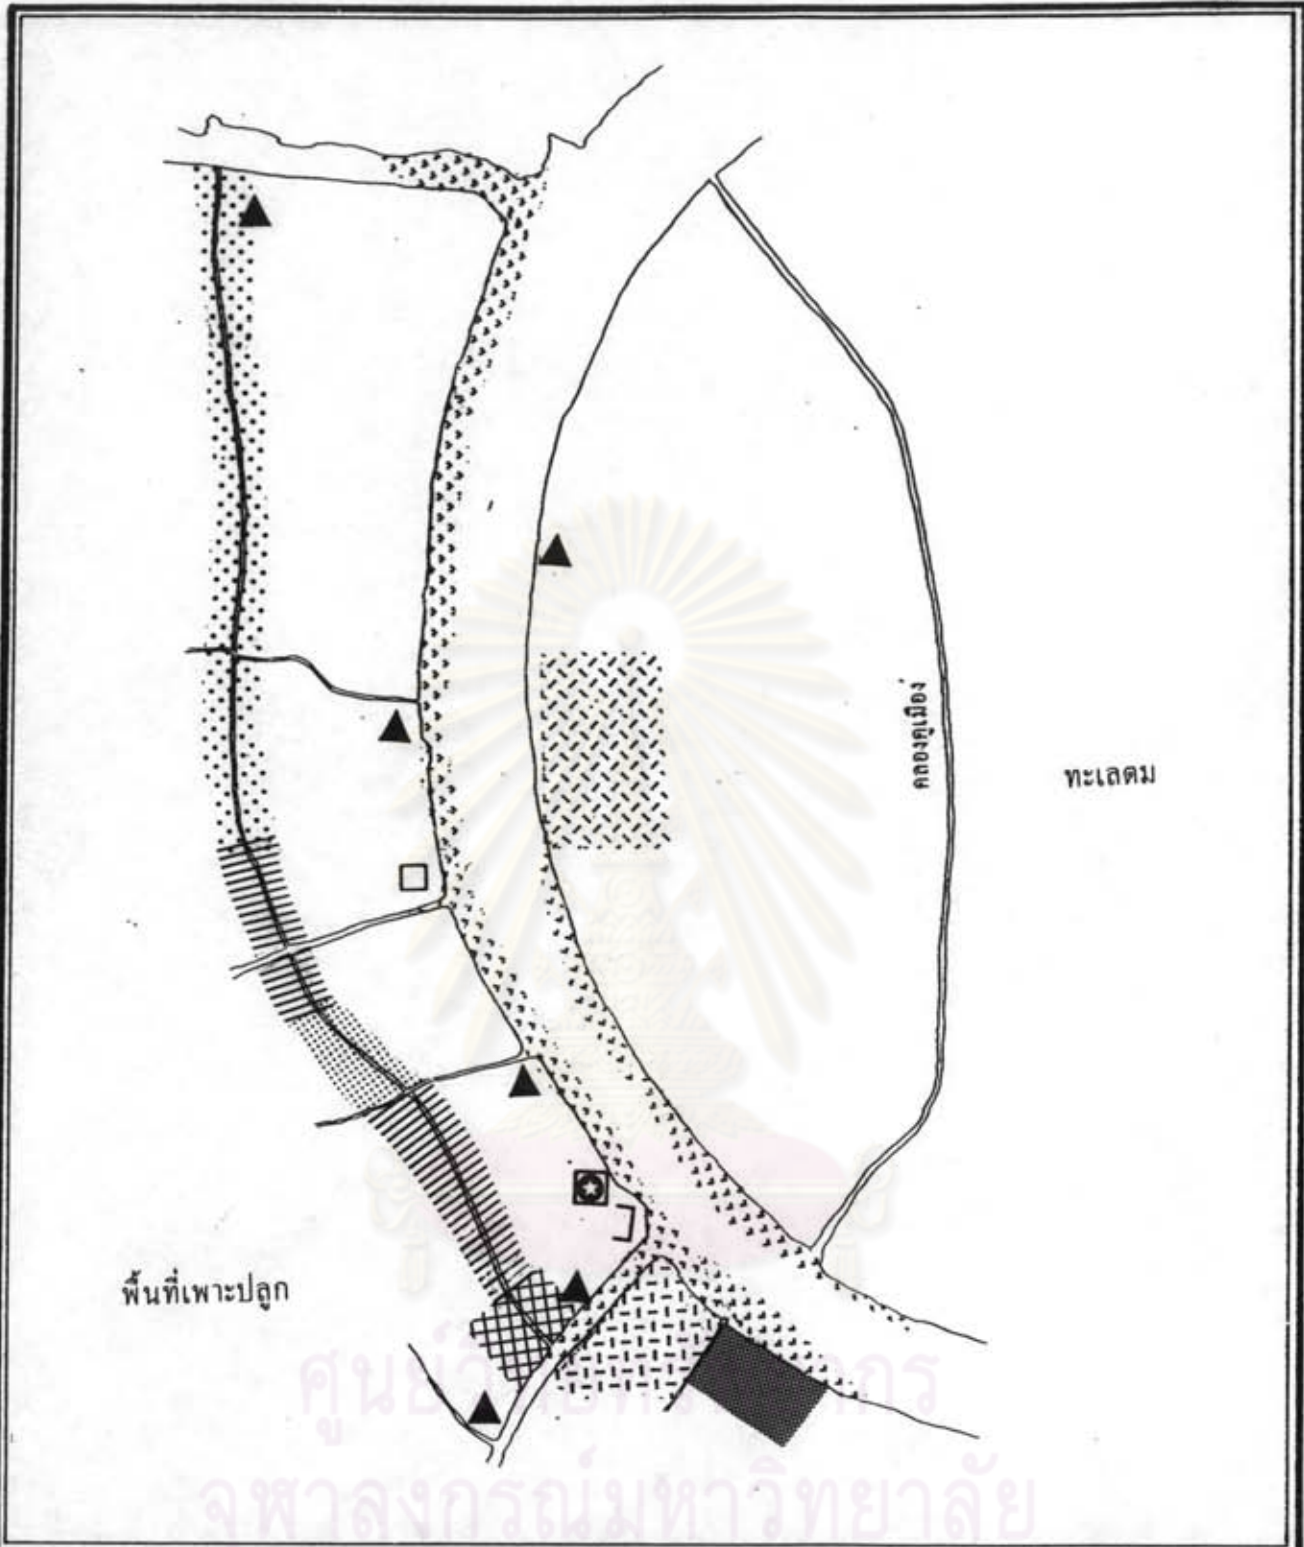 คลองคูเมือง
ทะเลตม
พื้นที่เพาะปลูก
ศูนย์วิทยทรัพยากร
จุฬาลงกรณ์มหาวิทยาลัย